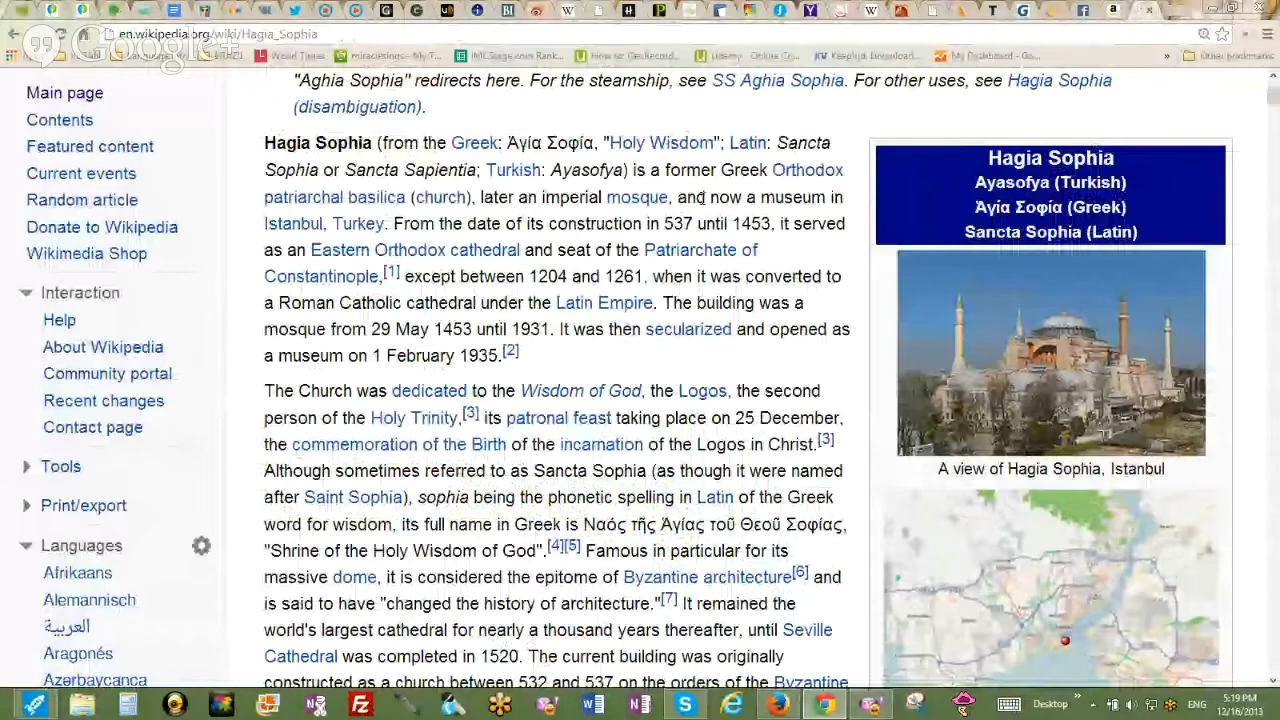 en.wikipedia.org/wiki/Hagia_Sophia
Google+
Other bookmarks
"Aghia Sophia" redirects here. For the steamship, see SS Aghia Sophia. For other uses, see Hagia Sophia
(disambiguation).
Main page
Contents
Featured content
Current events
Random article
Donate to Wikipedia
Wikimedia Shop
Interaction
Help
About Wikipedia
Community portal
Recent changes
Contact page
Tools
Print/export
Languages
Afrikaans
Alemannisch
العربية
Aragonés
Azərbaycanca
Hagia Sophia (from the Greek: Ἁγία Σοφία, "Holy Wisdom"; Latin: Sancta
Sophia or Sancta Sapientia; Turkish: Ayasofya) is a former Greek Orthodox
patriarchal basilica (church), later an imperial mosque, and now a museum in
Istanbul, Turkey. From the date of its construction in 537 until 1453, it served
as an Eastern Orthodox cathedral and seat of the Patriarchate of
Constantinople,[1] except between 1204 and 1261, when it was converted to
a Roman Catholic cathedral under the Latin Empire. The building was a
mosque from 29 May 1453 until 1931. It was then secularized and opened as
a museum on 1 February 1935.[2]
The Church was dedicated to the Wisdom of God, the Logos, the second
person of the Holy Trinity,[3] its patronal feast taking place on 25 December,
the commemoration of the Birth of the incarnation of the Logos in Christ.[3]
Although sometimes referred to as Sancta Sophia (as though it were named
after Saint Sophia), sophia being the phonetic spelling in Latin of the Greek
word for wisdom, its full name in Greek is Ναός τῆς Ἁγίας τοῦ Θεοῦ Σοφίας,
"Shrine of the Holy Wisdom of God".[4][5] Famous in particular for its
massive dome, it is considered the epitome of Byzantine architecture[6] and
is said to have "changed the history of architecture."[7] It remained the
world's largest cathedral for nearly a thousand years thereafter, until Seville
Cathedral was completed in 1520. The current building was originally
constructed as a church between 532 and 537 on the orders of the Byzantine
Hagia Sophia
Ayasofya (Turkish)
Ἁγία Σοφία (Greek)
Sancta Sophia (Latin)
A view of Hagia Sophia, Istanbul
Desktop
ENG
5:19 PM
12/16/2013